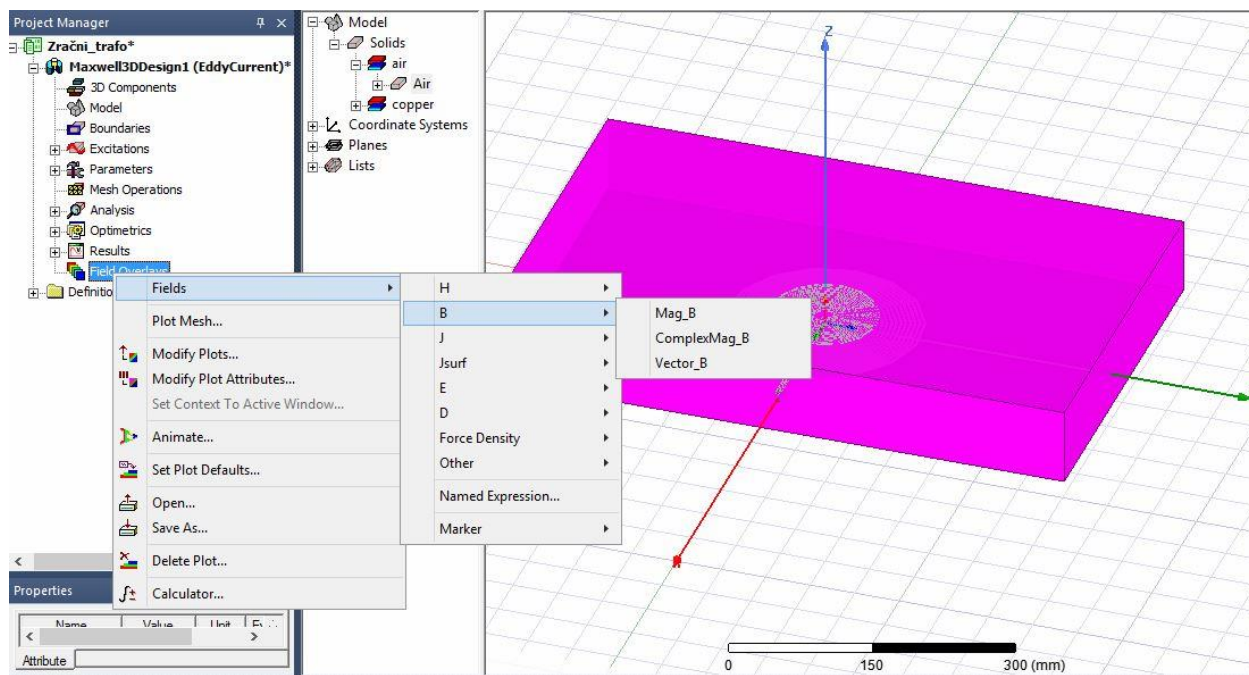 Project Manager
Zračni_trafo*
Maxwell3DDesign1 (EddyCurrent)*
3D Components
Model
Boundaries
Excitations
Parameters
Mesh Operations
Analysis
Optimetrics
Results
Field Overlays
Model
Solids
air
Air
copper
Coordinate Systems
Planes
Lists
Z
Fields
Plot Mesh...
Modify Plots...
Modify Plot Attributes...
Set Context To Active Window...
Animate...
Set Plot Defaults...
Open...
Save As...
Delete Plot...
Calculator...
H
B
J
Jsurf
E
D
Force Density
Other
Named Expression...
Marker
Mag_B
ComplexMag_B
Vector_B
Properties
Name Value Unit
Attribute
0 150 300 (mm)